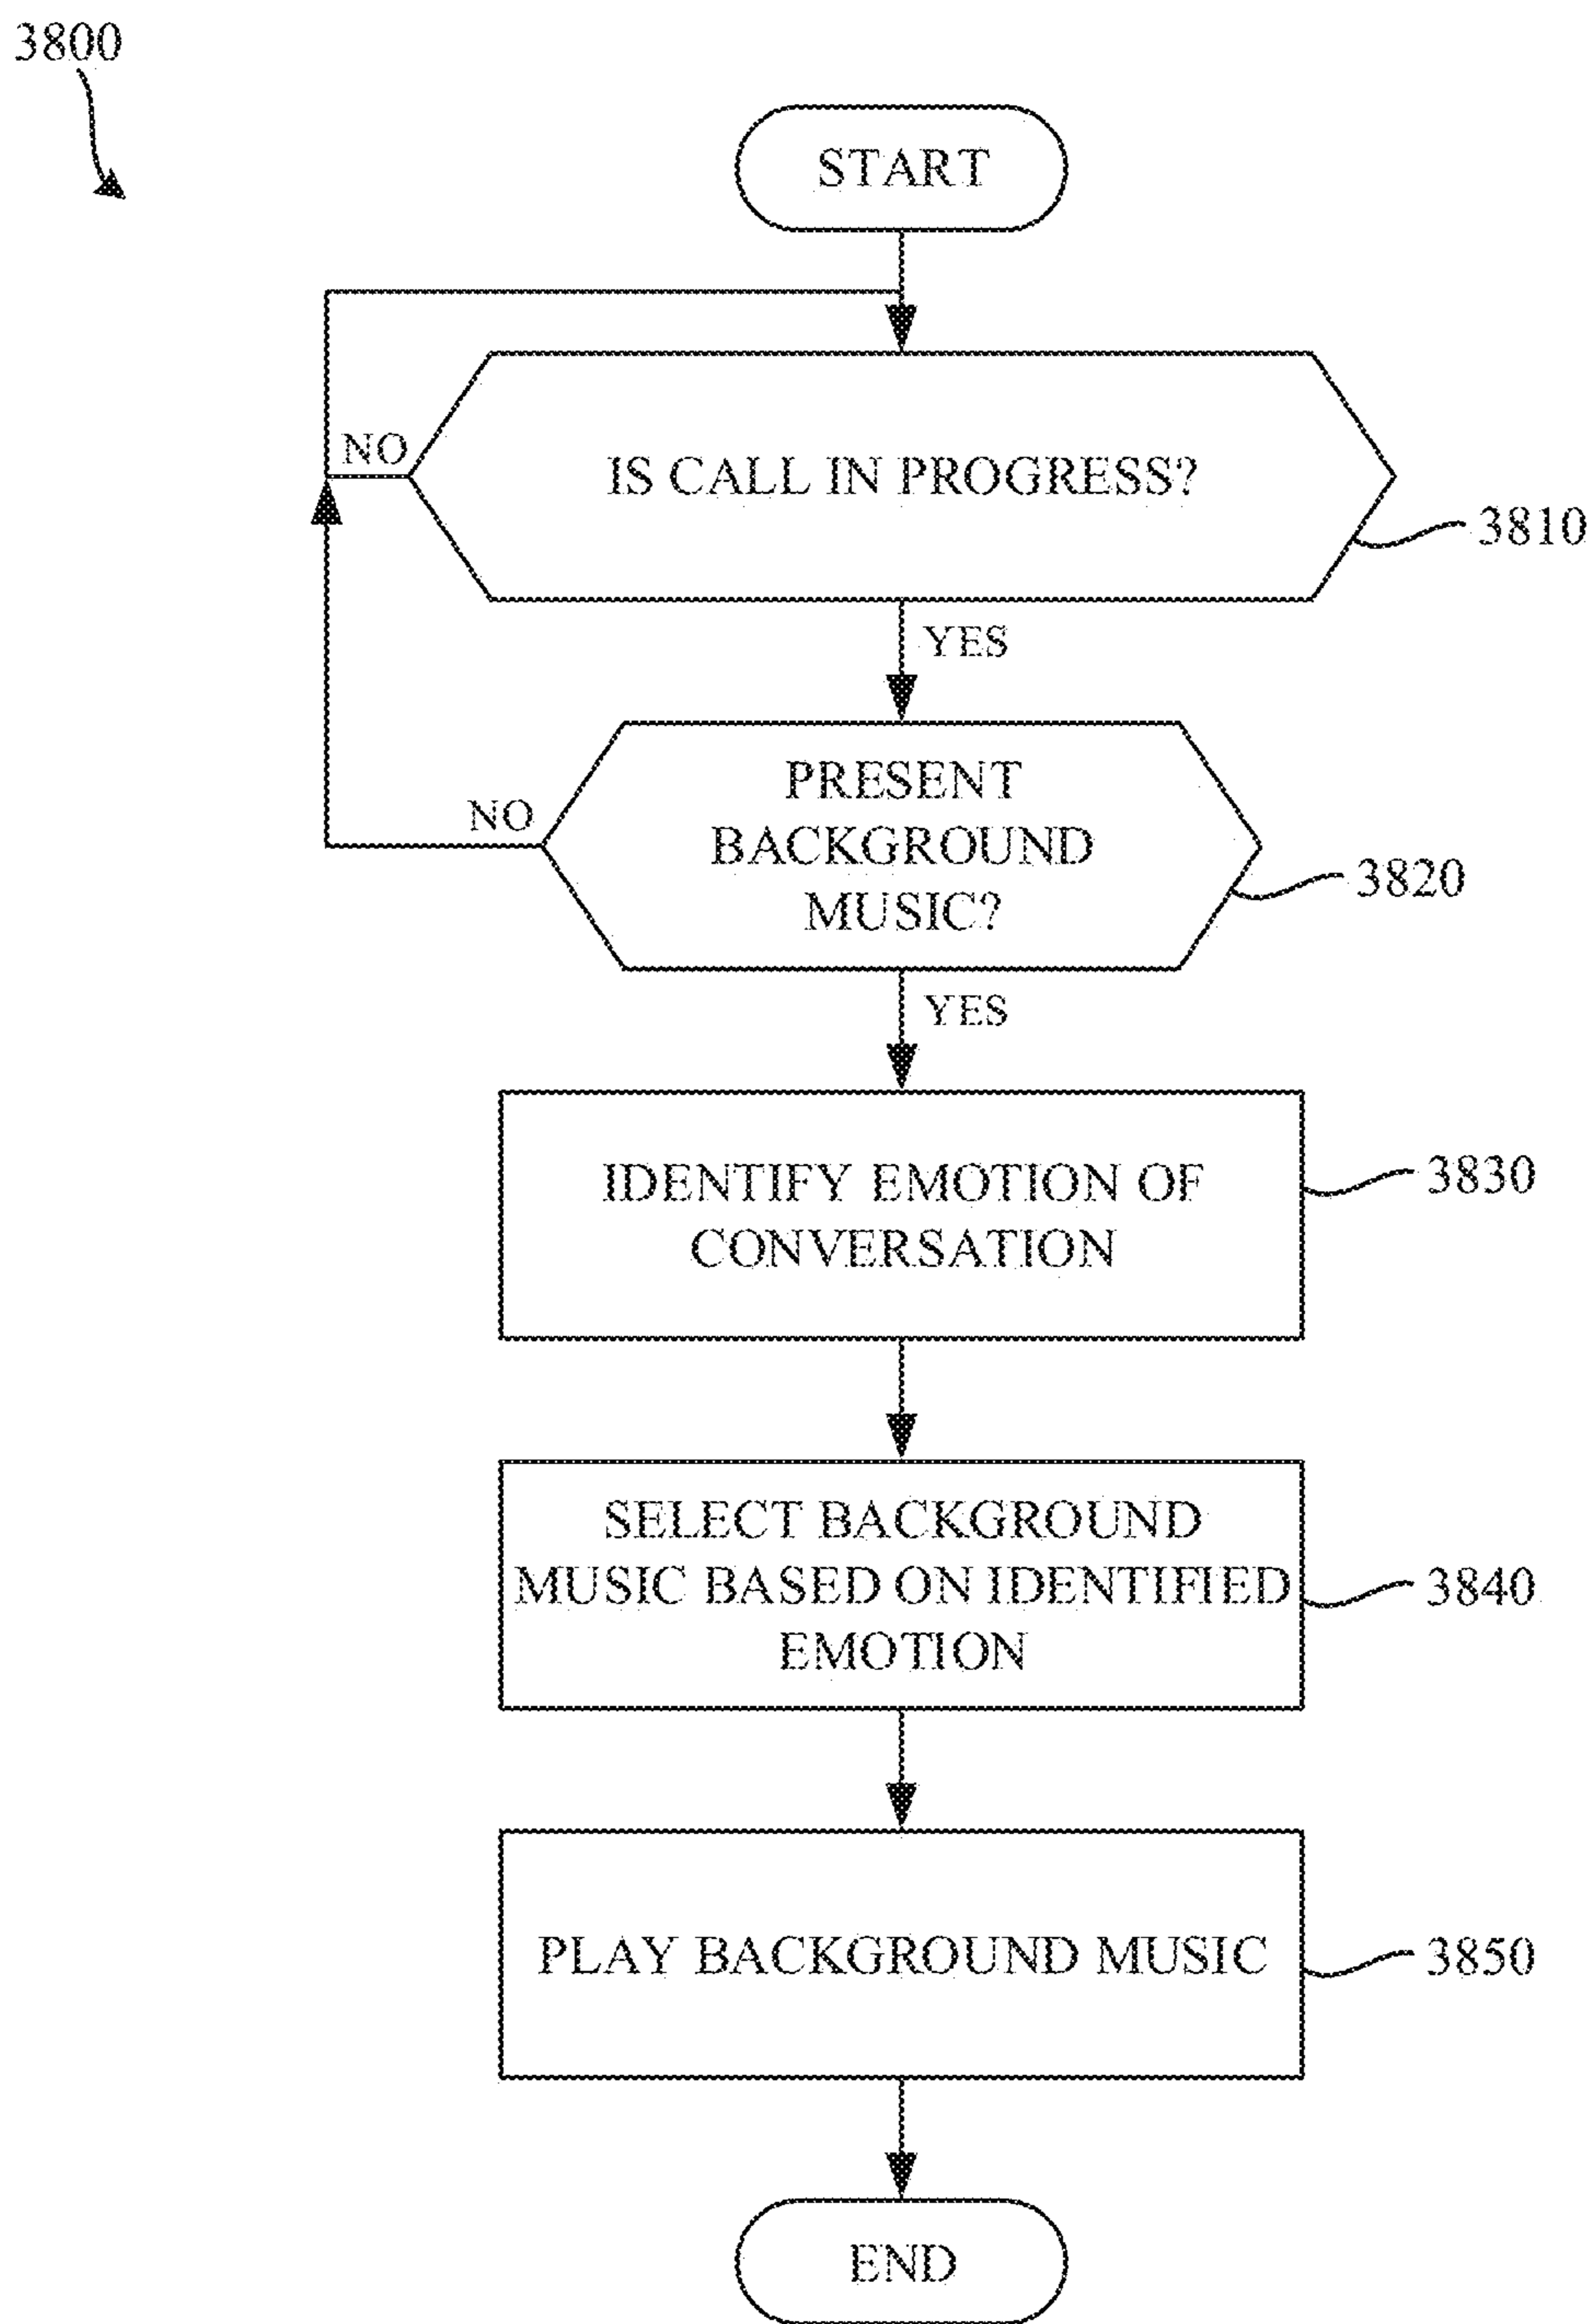 3800
START
NO
IS CALL IN PROGRESS?
3810
YES
PRESENT
BACKGROUND
MUSIC?
NO
3820
YES
IDENTIFY EMOTION OF
CONVERSATION
3830
SELECT BACKGROUND
MUSIC BASED ON IDENTIFIED
EMOTION
3840
PLAY BACKGROUND MUSIC
3850
END